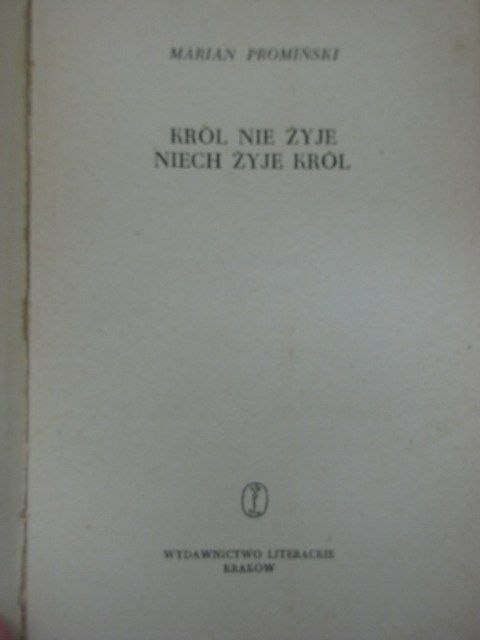 MARIAN PROMIŃSKI
KRÓL NIE ŻYJE
NIECH ŻYJE KRÓL
WYDAWNICTWO LITERACKIE
KRAKÓW